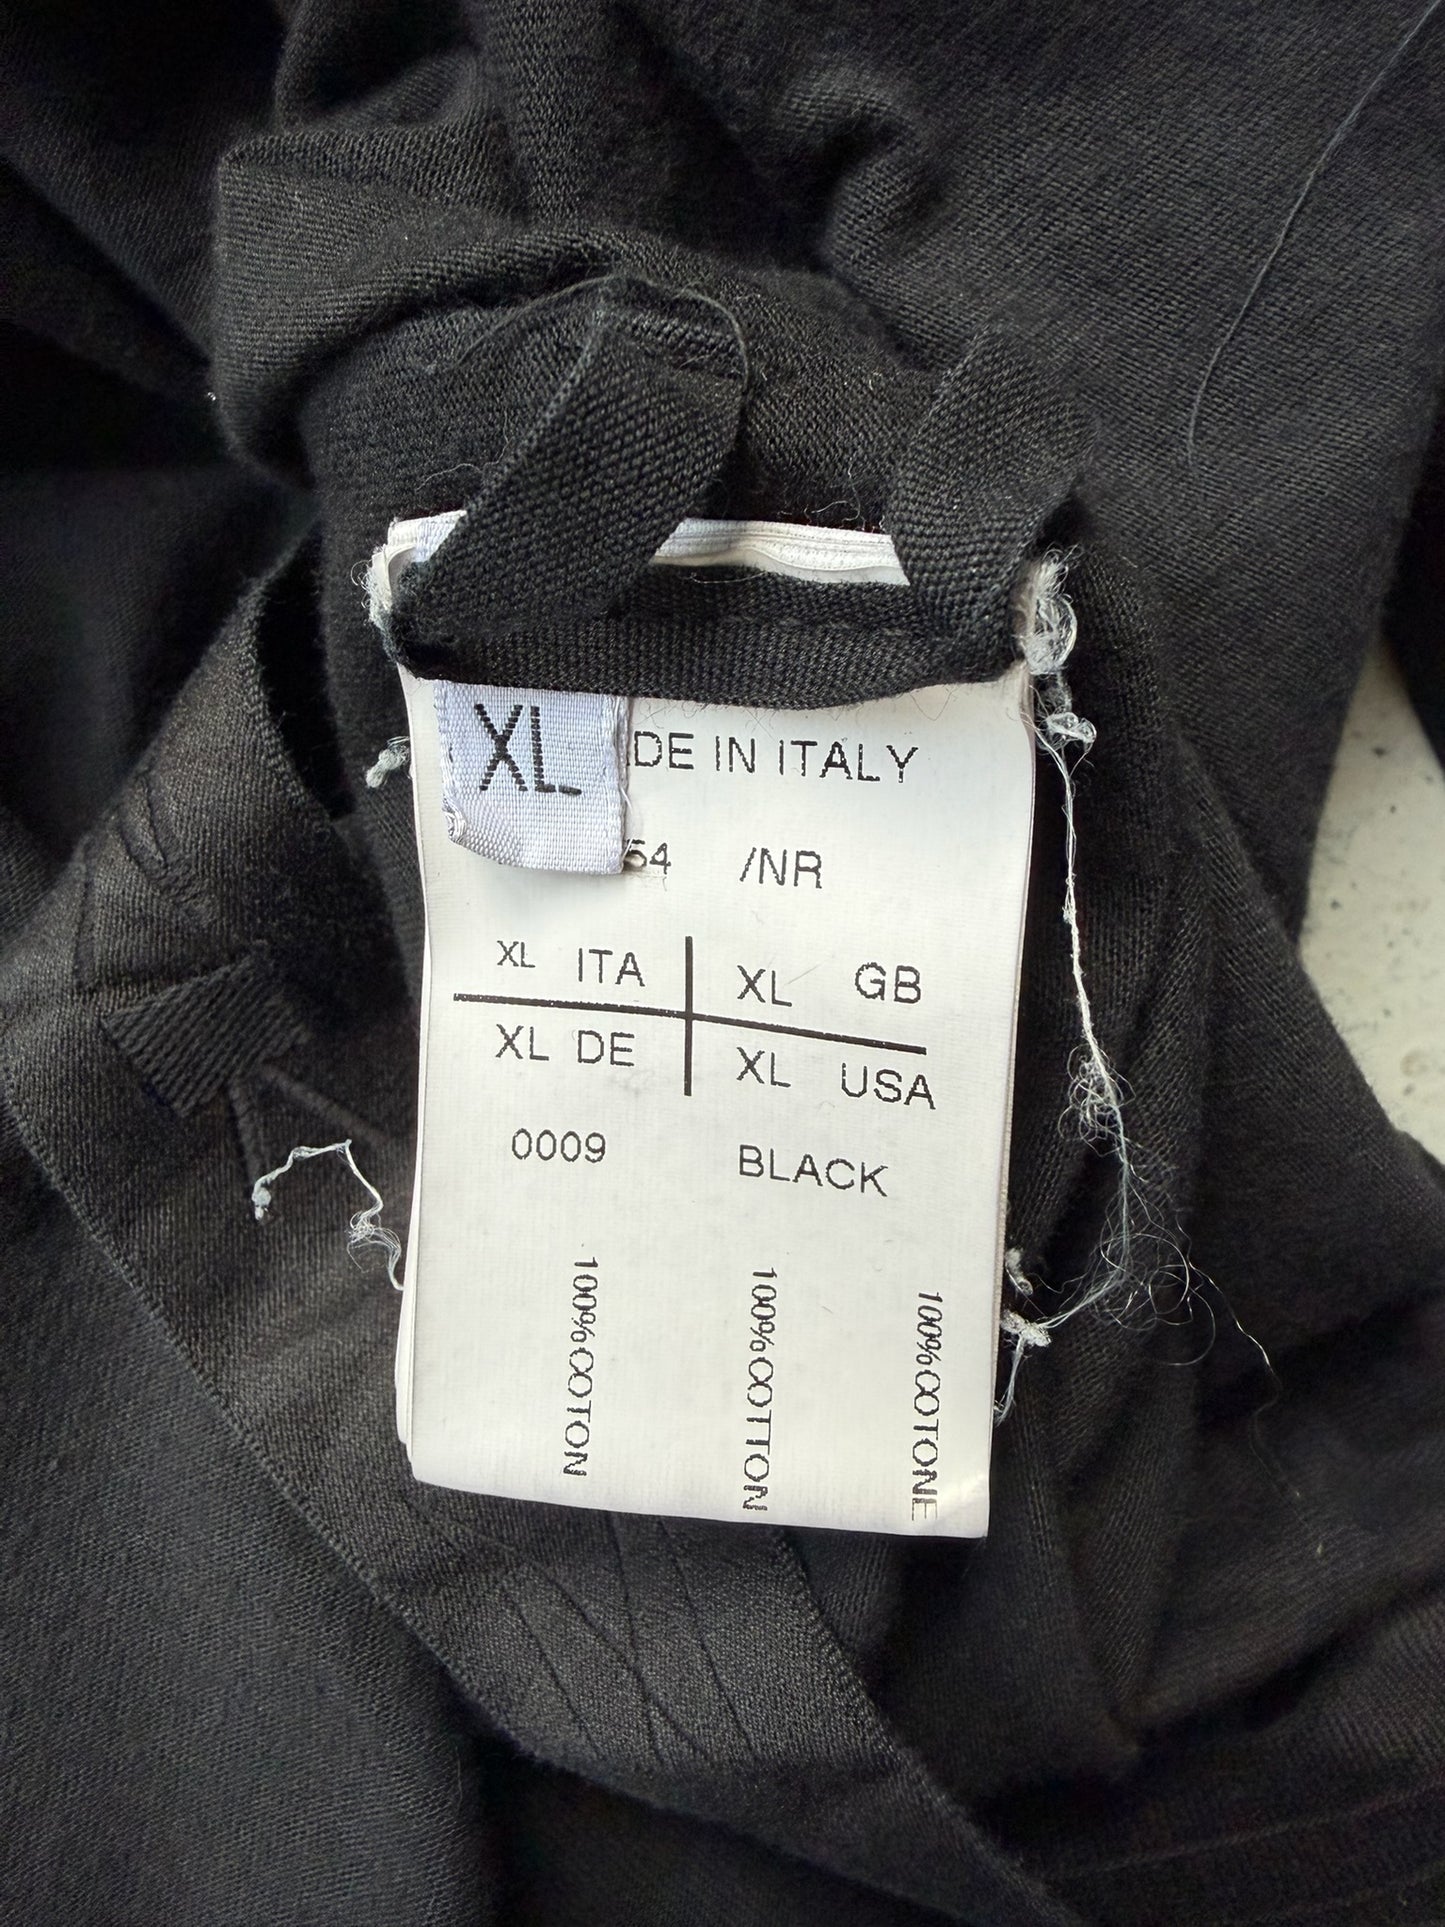 XL
DE IN ITALY
54 /NR
XL ITA XL GB
XL DE XL USA
0009 BLACK
100%COTON
100%COTTON
100%COTONE